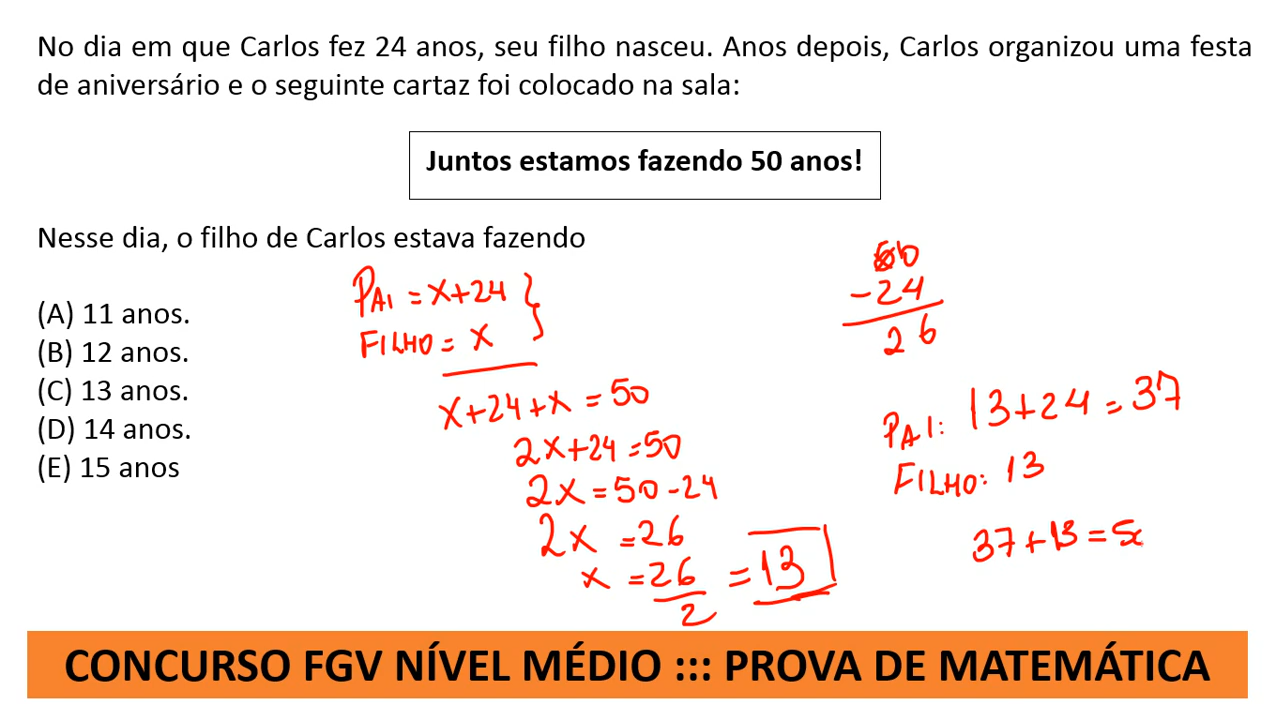 No dia em que Carlos fez 24 anos, seu filho nasceu. Anos depois, Carlos organizou uma festa
de aniversário e o seguinte cartaz foi colocado na sala:
Juntos estamos fazendo 50 anos!
Nesse dia, o filho de Carlos estava fazendo
(A) 11 anos.
(B) 12 anos.
(C) 13 anos.
(D) 14 anos.
(E) 15 anos
PAI = X+24
FILHO = X
X+24+X = 50
2X+24 = 50
2X = 50-24
2X = 26
X = 26/2 = 13
50
-24
26
PAI: 13+24 = 37
FILHO: 13
37+13 = 50
CONCURSO FGV NÍVEL MÉDIO ::: PROVA DE MATEMÁTICA